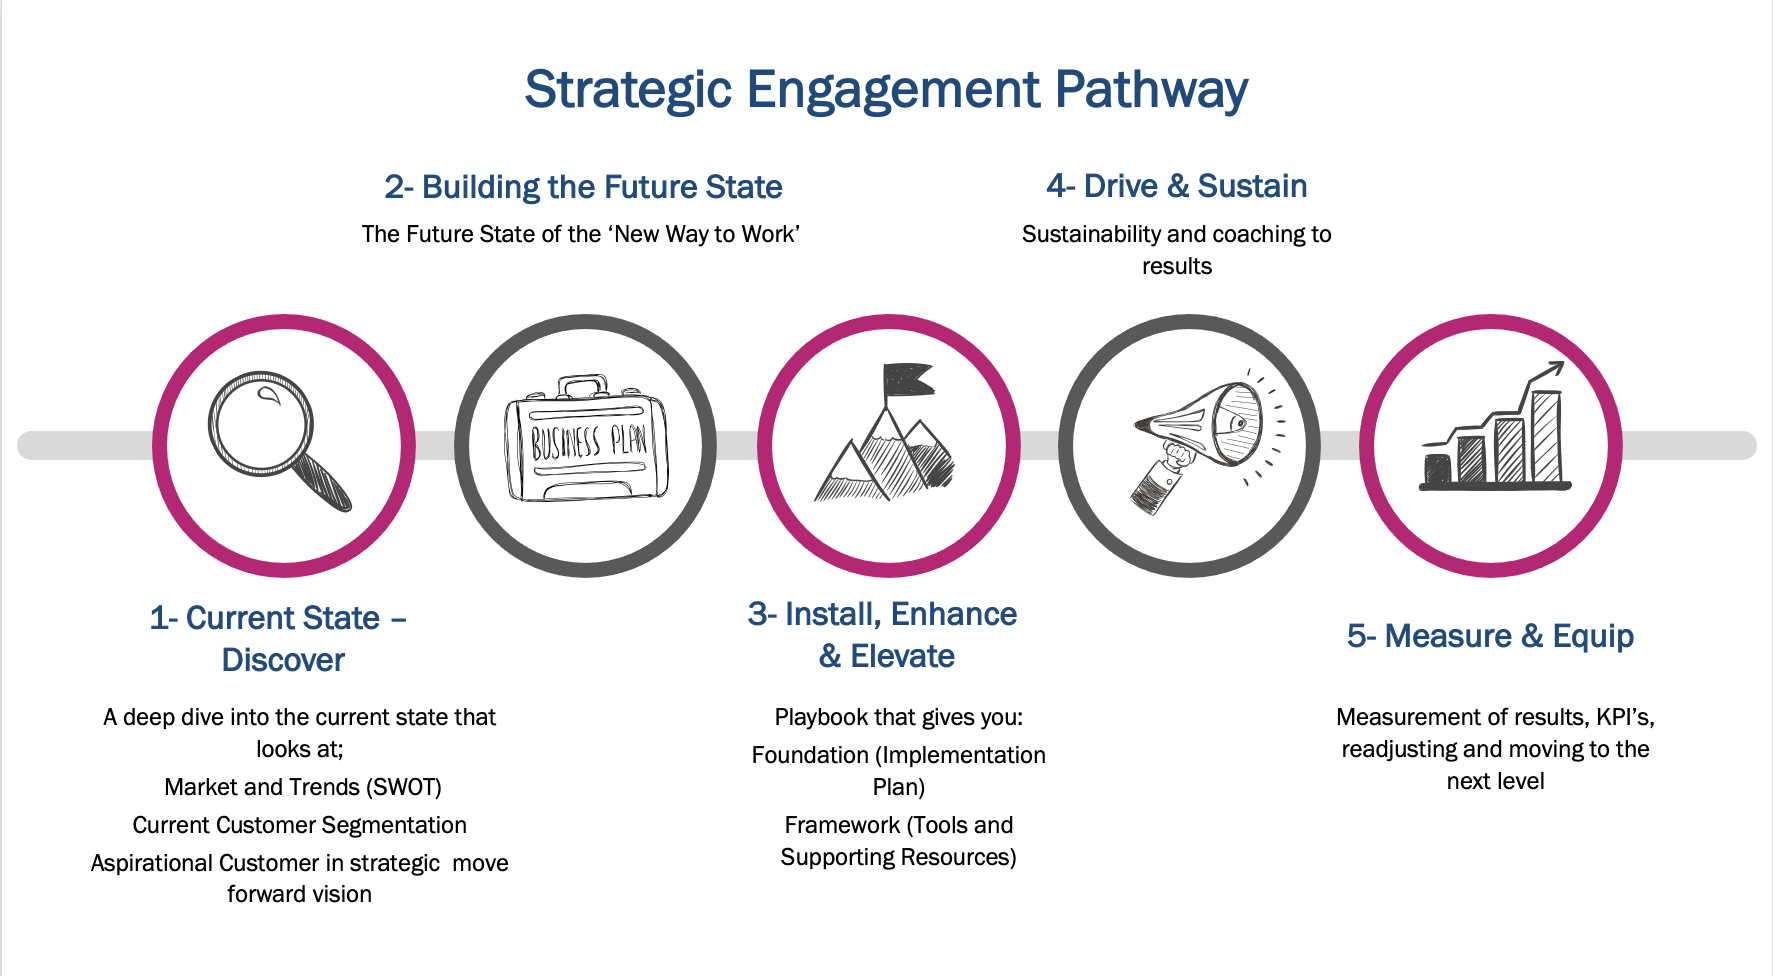 Strategic Engagement Pathway
2- Building the Future State
The Future State of the ‘New Way to Work’
4- Drive & Sustain
Sustainability and coaching to
results
BUSINESS PLAN
1- Current State –
Discover
A deep dive into the current state that
looks at;
Market and Trends (SWOT)
Current Customer Segmentation
Aspirational Customer in strategic  move
forward vision
3- Install, Enhance
& Elevate
Playbook that gives you:
Foundation (Implementation
Plan)
Framework (Tools and
Supporting Resources)
5- Measure & Equip
Measurement of results, KPI’s,
readjusting and moving to the
next level